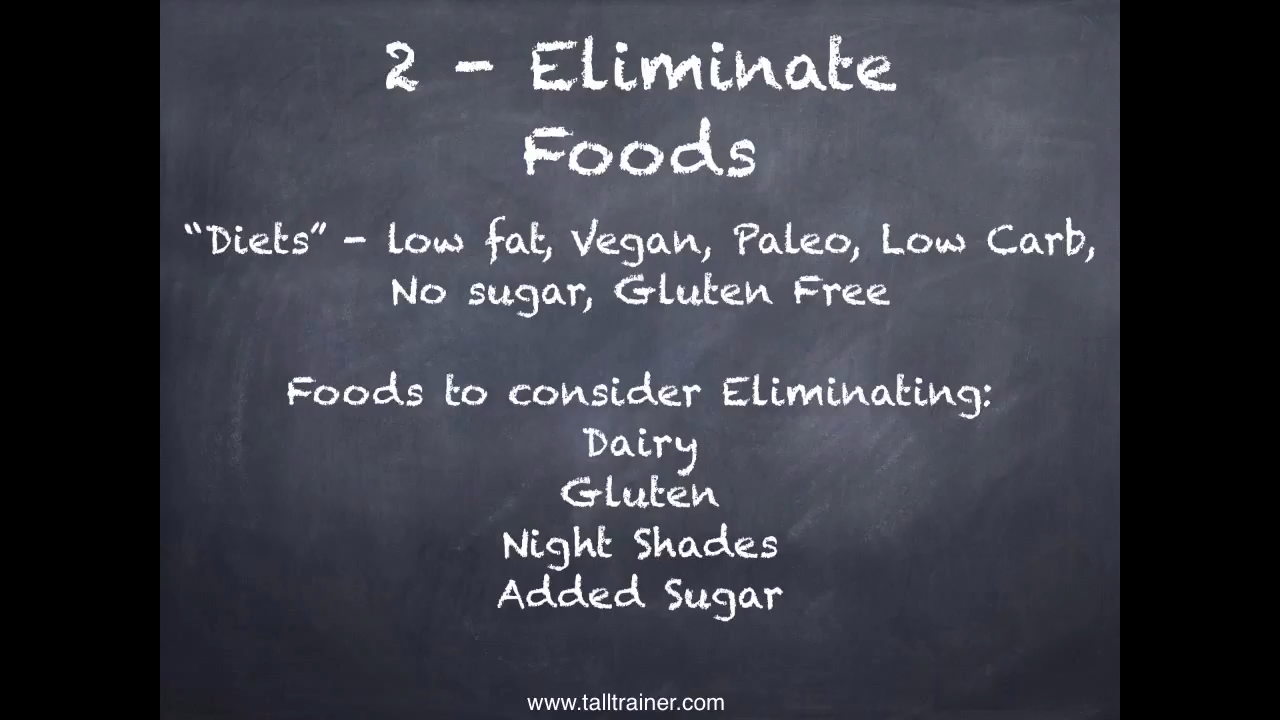 2 - Eliminate
Foods
“Diets” - low fat, Vegan, Paleo, Low Carb,
No sugar, Gluten Free
Foods to consider Eliminating:
Dairy
Gluten
Night Shades
Added Sugar
www.talltrainer.com